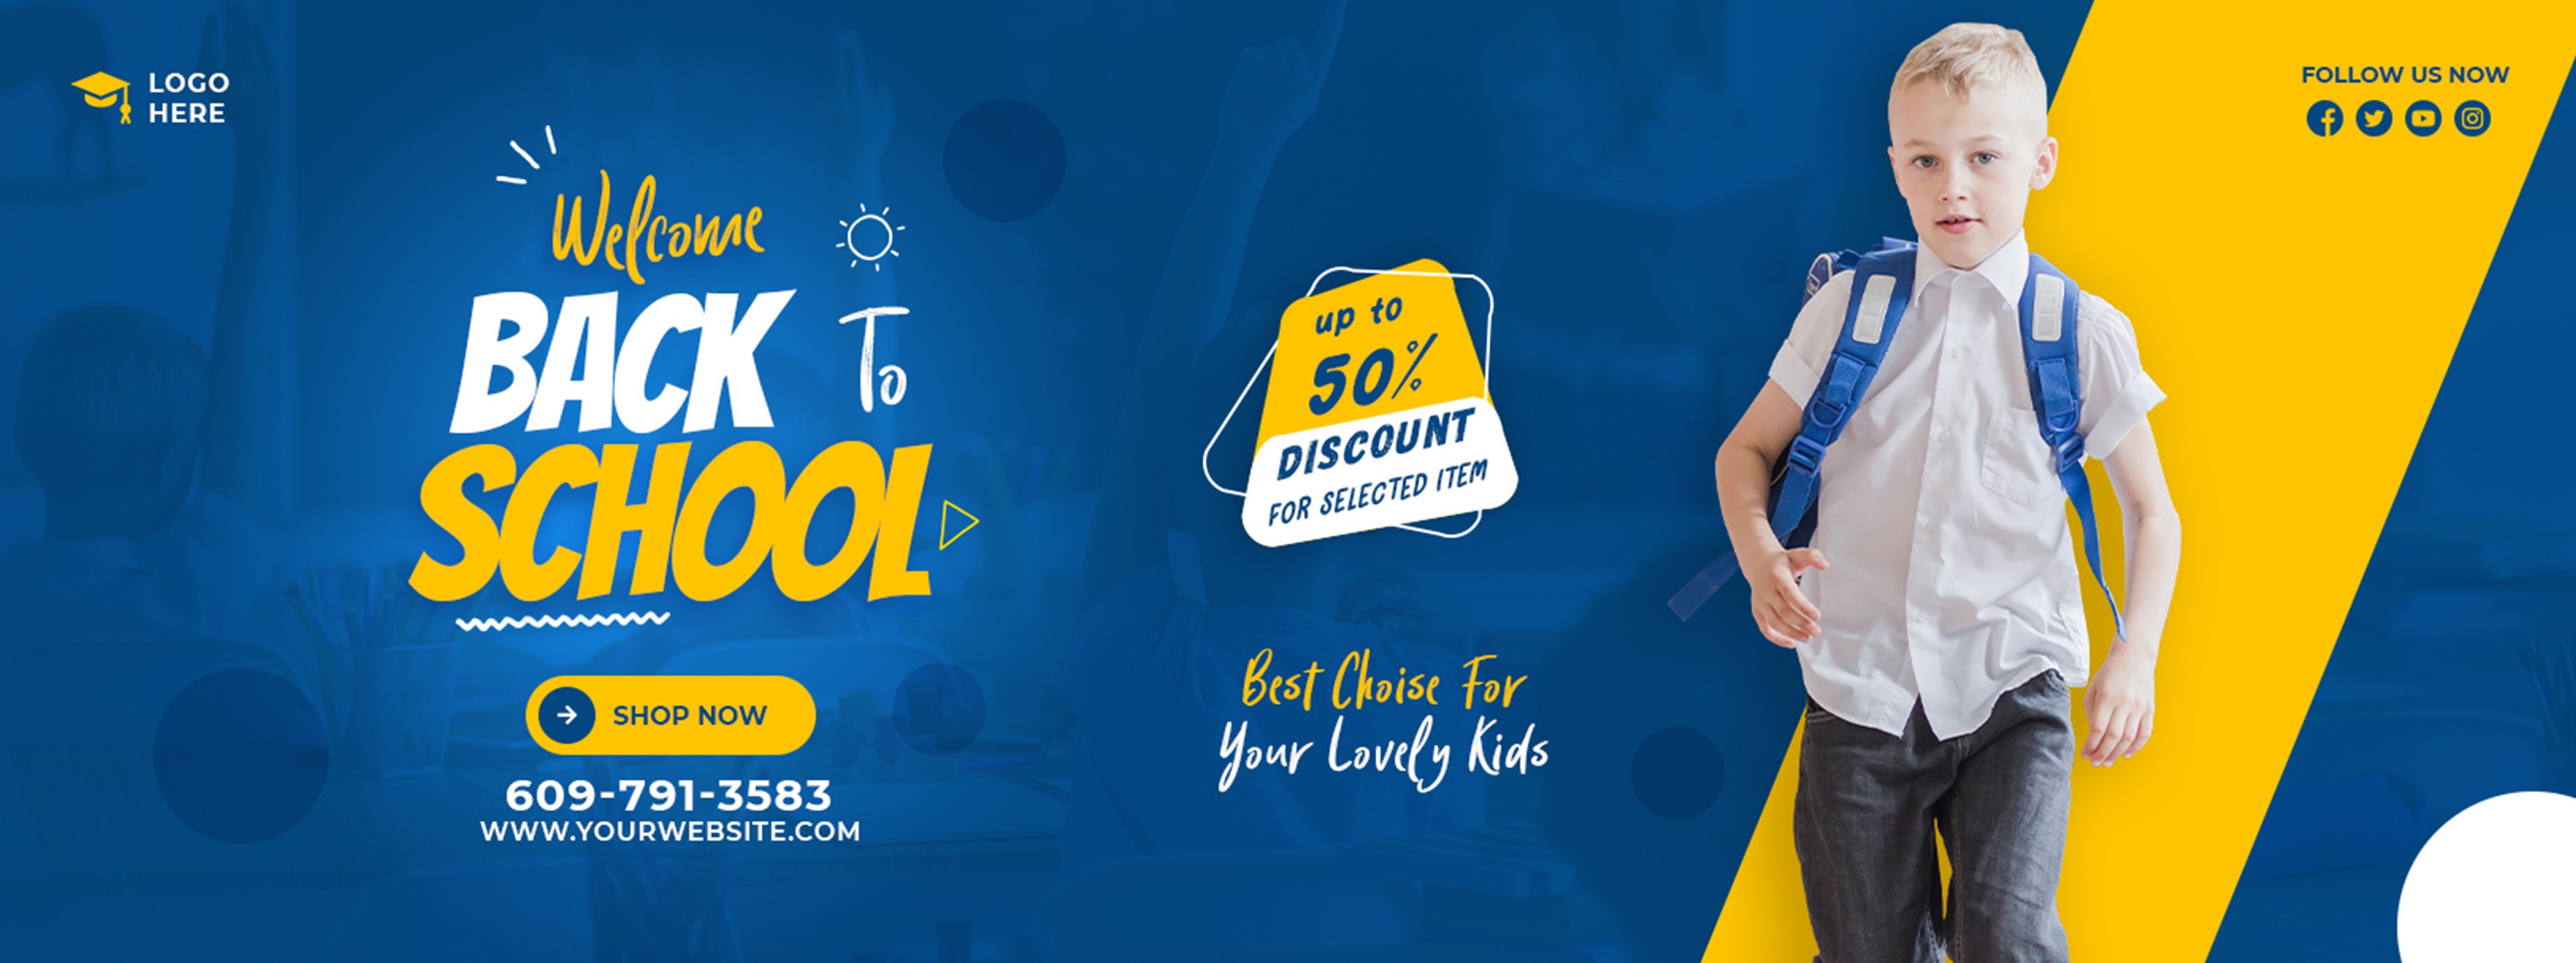 LOGO
HERE
Welcome
BACK To
SCHOOL
SHOP NOW
609-791-3583
WWW.YOURWEBSITE.COM
up to
50%
DISCOUNT
FOR SELECTED ITEM
Best Choise For
Your Lovely Kids
FOLLOW US NOW